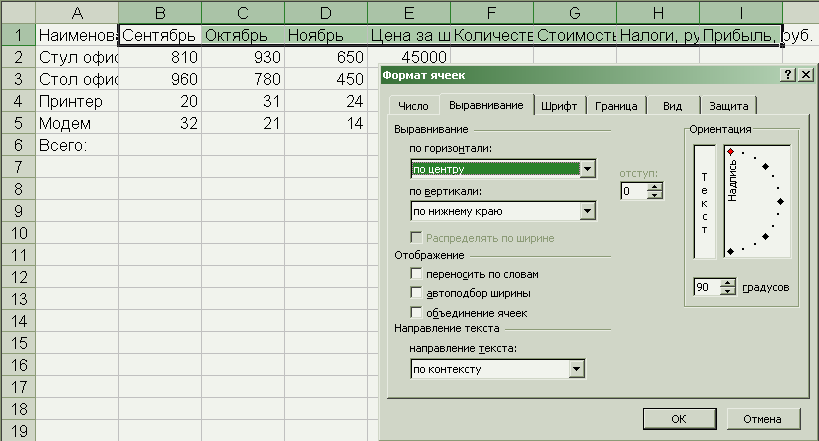 A B C D E F G H I
1 Наименова Сентябрь Октябрь Ноябрь Цена за ш Количеств Стоимость Налоги, ру Прибыль, руб.
2 Стул офис 810 930 650 45000
3 Стол офис 960 780 450
4 Принтер 20 31 24
5 Модем 32 21 14
6 Всего:
7
8
9
10
11
12
13
14
15
16
17
18
19
Формат ячеек
Число Выравнивание Шрифт Граница Вид Защита
Выравнивание
по горизонтали:
по центру
отступ:
0
по вертикали:
по нижнему краю
Распределять по ширине
Отображение
переносить по словам
автоподбор ширины
объединение ячеек
Направление текста
направление текста:
по контексту
Ориентация
Текст
Надпись
90 градусов
ОК Отмена